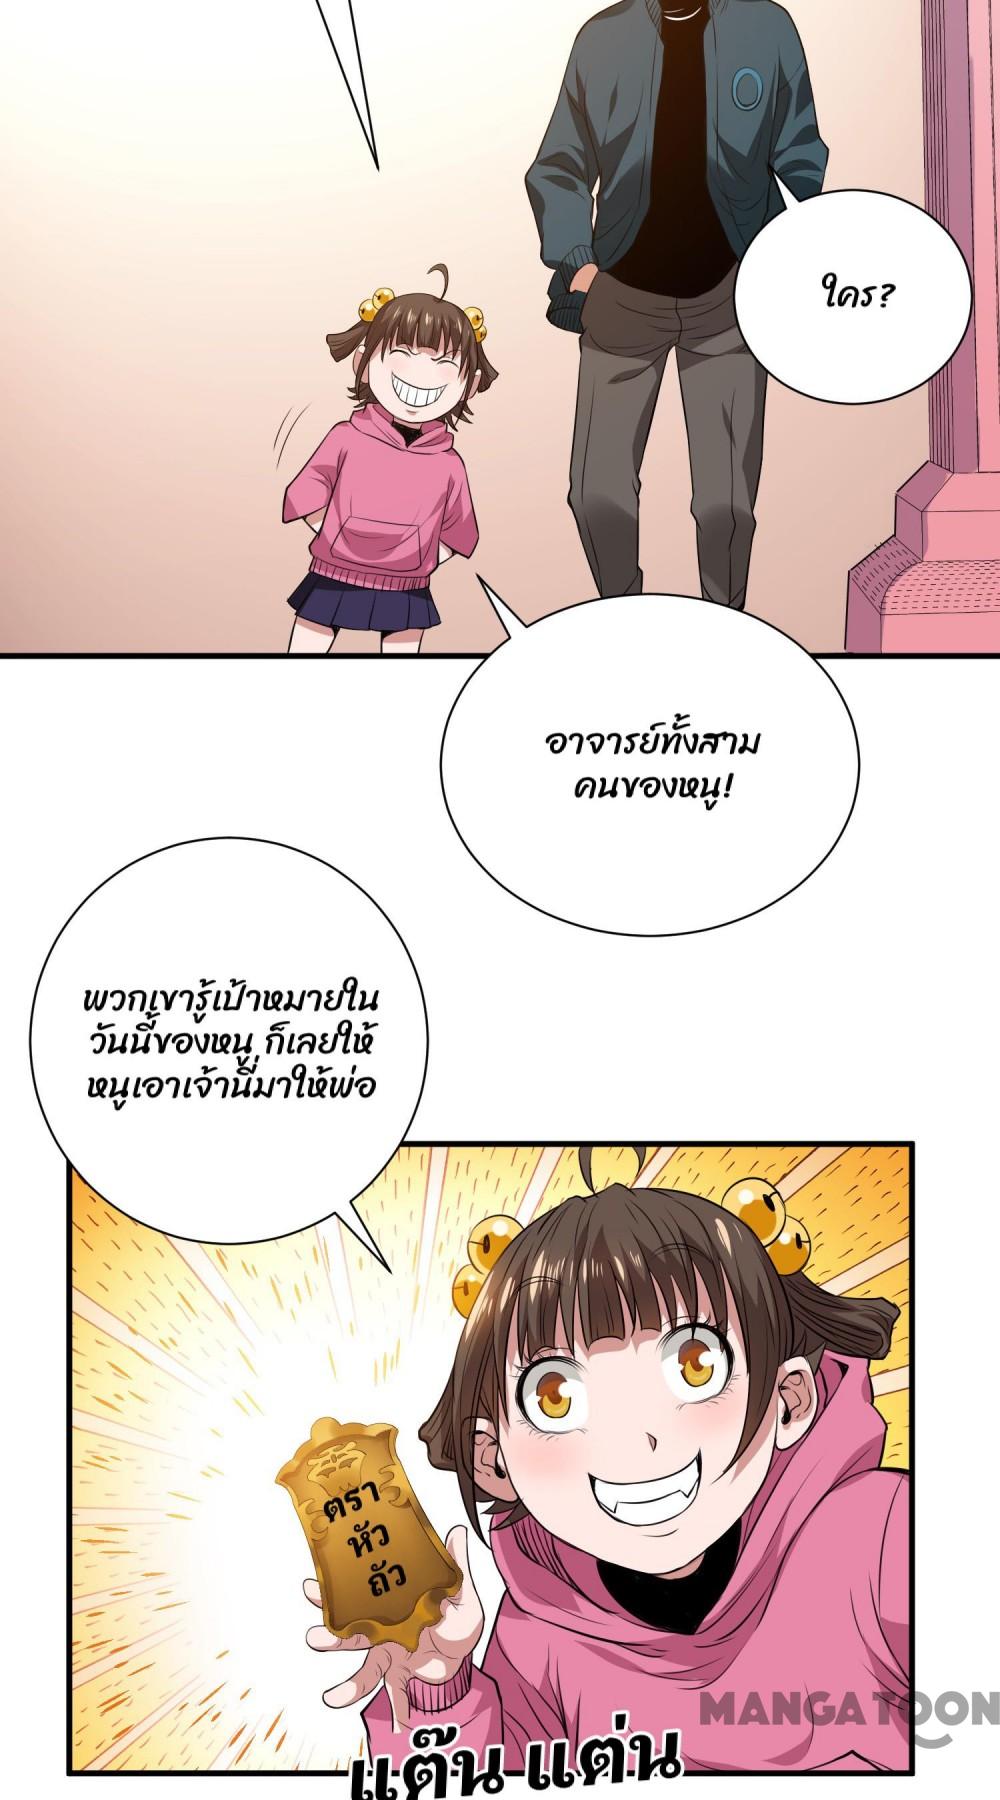 ใคร?
อาจารย์ทั้งสาม
คนของหนู!
พวกเขารู้เป้าหมายใน
วันนี้ของหนู ก็เลยให้
หนูเอาเจ้านี่มาให้พ่อ
ตรา
หัว
ถัว
MANGATOON
แต๊น แต่น